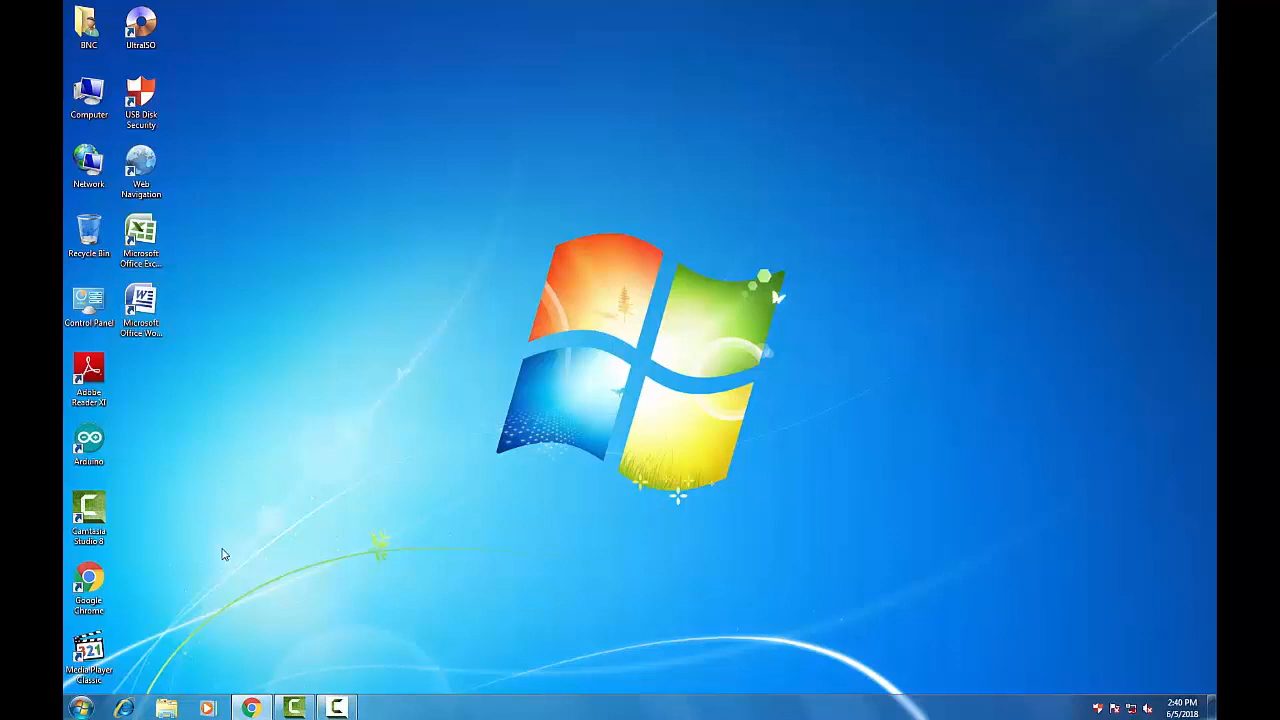 BNC
UltraISO
Computer
USB Disk
Security
Network
Web
Navigation
Recycle Bin
Microsoft
Office Exc...
Control Panel
Microsoft
Office Wo...
Adobe
Reader XI
Arduino
Camtasia
Studio 8
Google
Chrome
321
Media Player
Classic
2:40 PM
6/5/2018